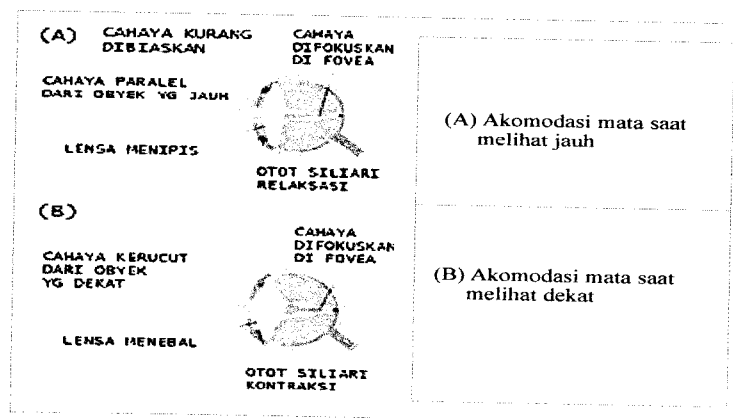 (A) CAHAYA KURANG
DIBIASKAN
CAHAYA
DIFOKUSKAN
DI FOVEA
CAHAYA PARALEL
DARI OBYEK YG JAUH
LENSA MENIPIS
OTOT SILIARI
RELAKSASI
(A) Akomodasi mata saat
melihat jauh
(B)
CAHAYA
DIFOKUSKAN
DI FOVEA
CAHAYA KERUCUT
DARI OBYEK
YG DEKAT
LENSA MENEBAL
OTOT SILIARI
KONTRAKSI
(B) Akomodasi mata saat
melihat dekat